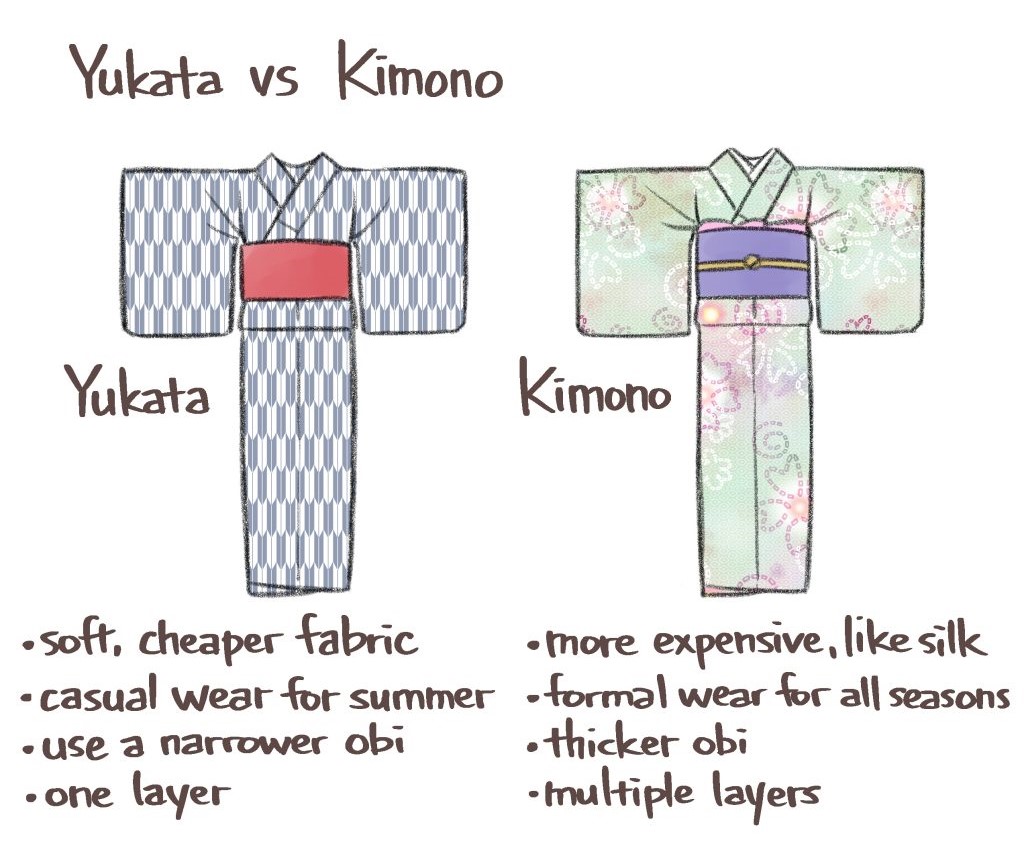 Yukata vs Kimono
Yukata
Kimono
•soft, cheaper fabric
•casual wear for summer
•use a narrower obi
•one layer
•more expensive, like silk
•formal wear for all seasons
•thicker obi
•multiple layers